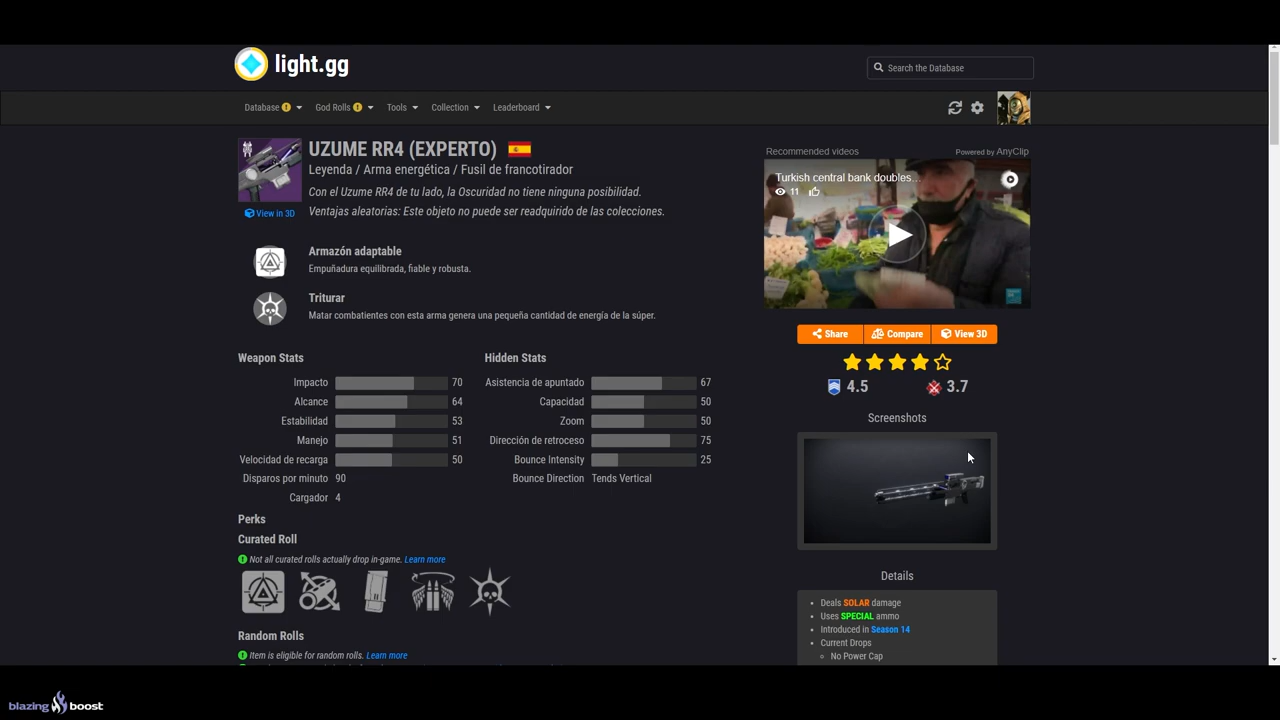 light.gg
Search the Database
Database God Rolls Tools Collection Leaderboard
UZUME RR4 (EXPERTO)
Leyenda / Arma energética / Fusil de francotirador
Con el Uzume RR4 de tu lado, la Oscuridad no tiene ninguna posibilidad.
Ventajas aleatorias: Este objeto no puede ser readquirido de las colecciones.
View in 3D
Armazón adaptable
Empuñadura equilibrada, fiable y robusta.
Triturar
Matar combatientes con esta arma genera una pequeña cantidad de energía de la súper.
Weapon Stats
Impacto 70
Alcance 64
Estabilidad 53
Manejo 51
Velocidad de recarga 50
Disparos por minuto 90
Cargador 4
Hidden Stats
Asistencia de apuntado 67
Capacidad 50
Zoom 50
Dirección de retroceso 75
Bounce Intensity 25
Bounce Direction Tends Vertical
Perks
Curated Roll
Not all curated rolls actually drop in-game. Learn more
Random Rolls
Item is eligible for random rolls. Learn more
Recommended videos Powered by AnyClip
Turkish central bank doubles...
11
Share Compare View 3D
4.5 3.7
Screenshots
Details
Deals SOLAR damage
Uses SPECIAL ammo
Introduced in Season 14
Current Drops
No Power Cap
blazing boost